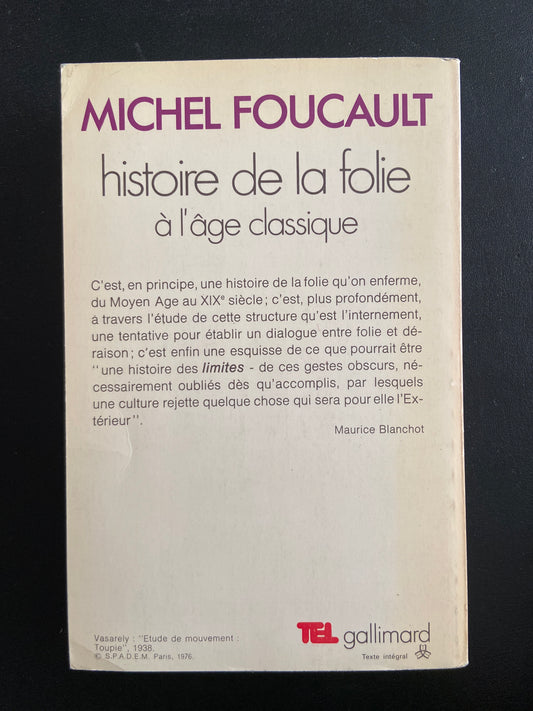 MICHEL FOUCAULT
histoire de la folie
à l'âge classique
C'est, en principe, une histoire de la folie qu'on enferme,
du Moyen Age au XIXe siècle ; c'est, plus profondément,
à travers l'étude de cette structure qu'est l'internement,
une tentative pour établir un dialogue entre folie et dé-
raison ; c'est enfin une esquisse de ce que pourrait être
"une histoire des limites - de ces gestes obscurs, né-
cessairement oubliés dès qu'accomplis, par lesquels
une culture rejette quelque chose qui sera pour elle l'Ex-
térieur".
Maurice Blanchot
Vasarely : "Etude de mouvement :
Toupie", 1938.
© S.P.A.D.E.M. Paris, 1976.
TEL gallimard
Texte intégral